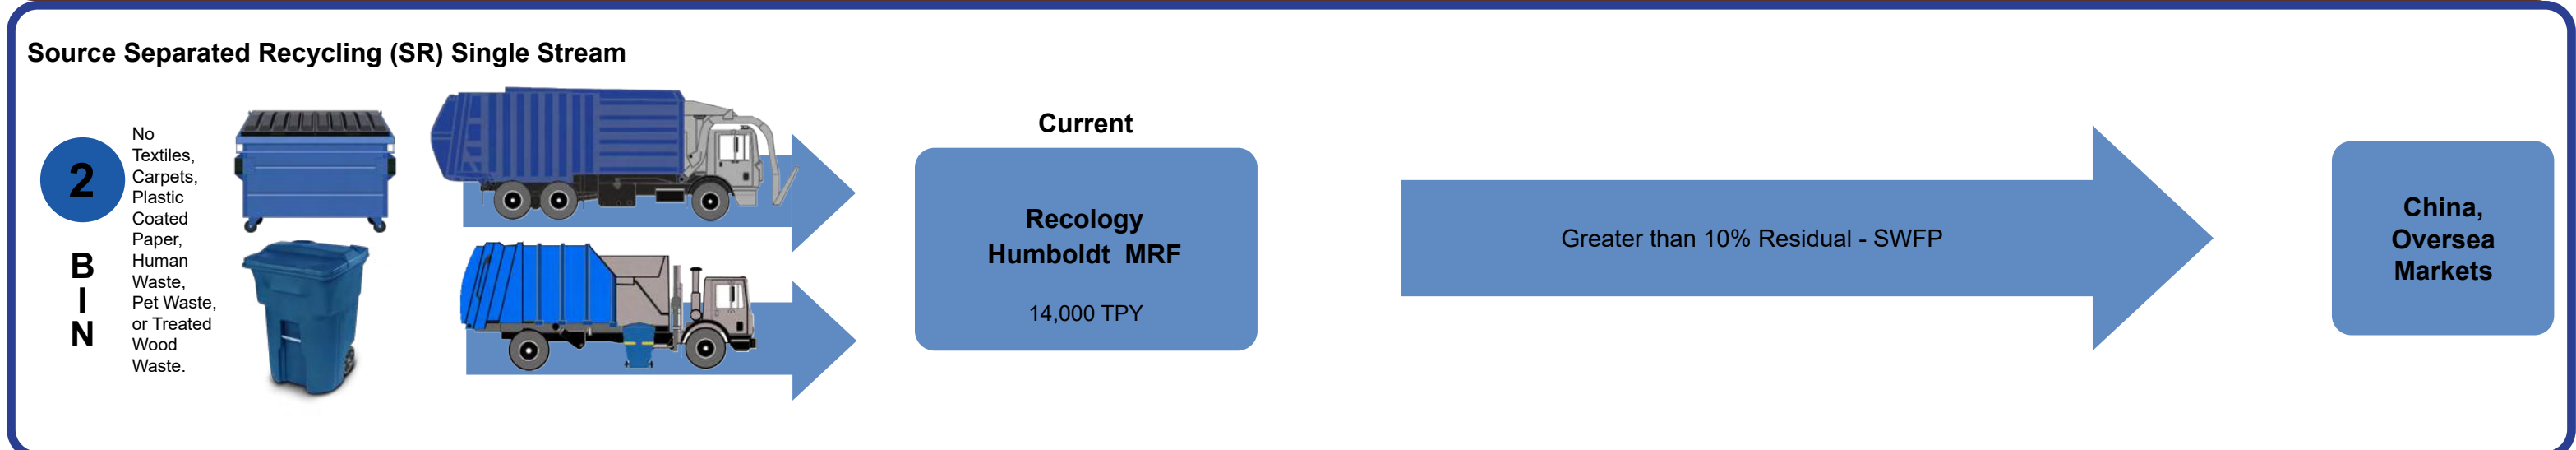 Source Separated Recycling (SR) Single Stream
2
B
I
N
No
Textiles,
Carpets,
Plastic
Coated
Paper,
Human
Waste,
Pet Waste,
or Treated
Wood
Waste.
Current
Recology
Humboldt MRF
14,000 TPY
Greater than 10% Residual - SWFP
China,
Oversea
Markets